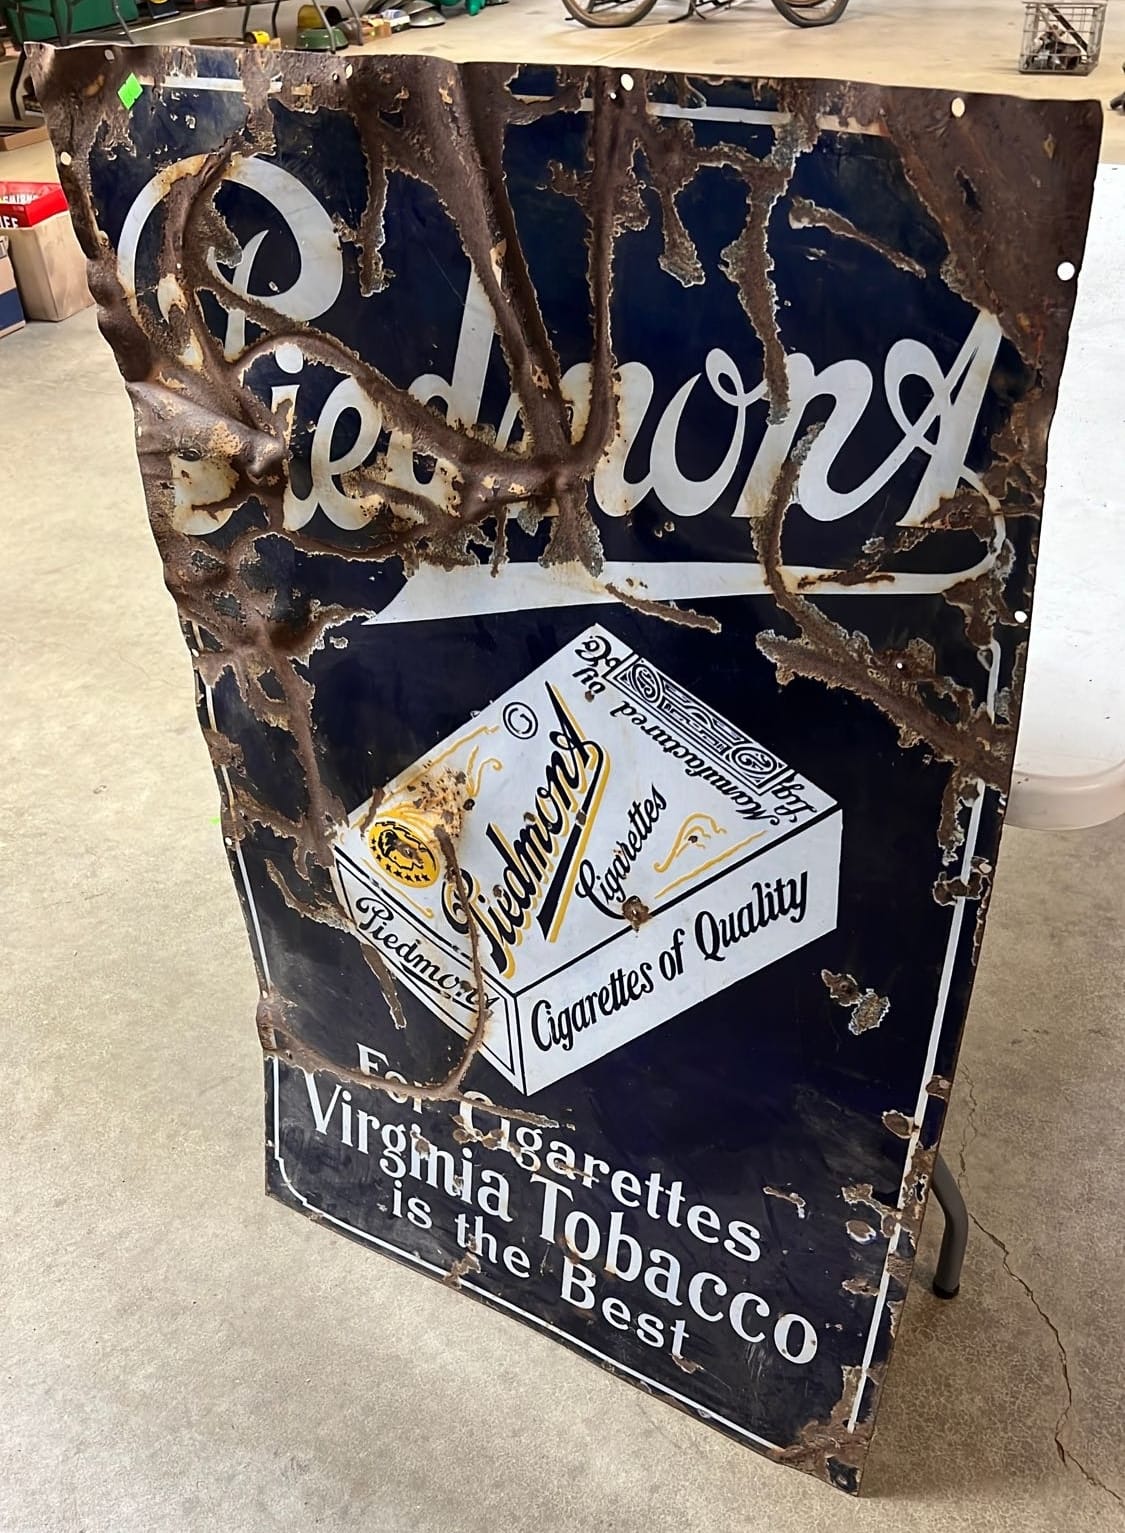 Piedmont
Manufactured by
Piedmont
Cigarettes
Piedmont
Cigarettes of Quality
For Cigarettes
Virginia Tobacco
is the Best